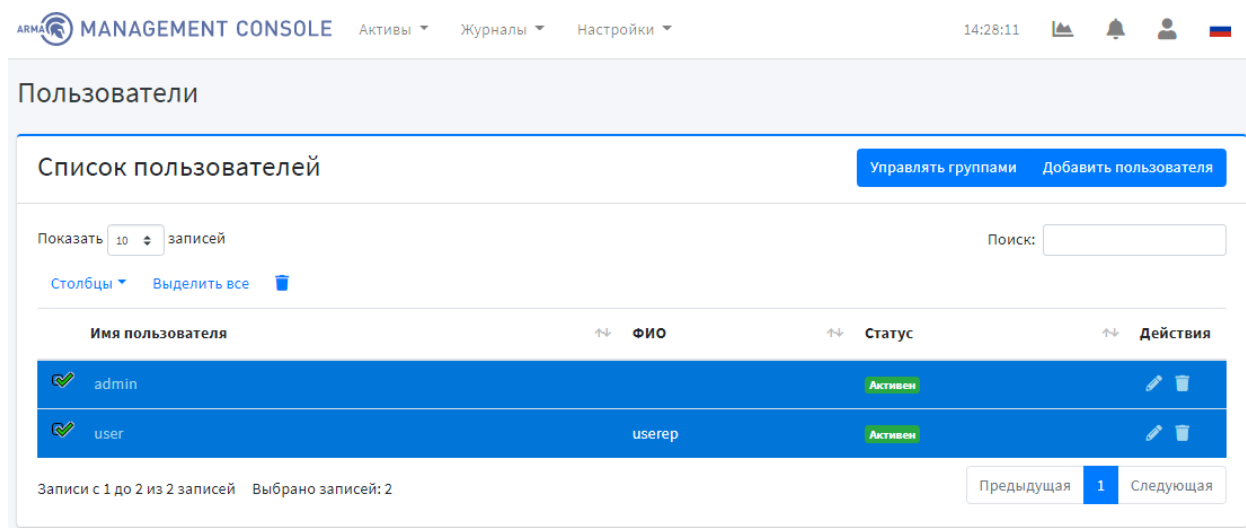 ARMA MANAGEMENT CONSOLE Активы Журналы Настройки 14:28:11
Пользователи
Список пользователей Управлять группами Добавить пользователя
Показать 10 записей Поиск:
Столбцы Выделить все
Имя пользователя ФИО Статус Действия
admin Активен
user userep Активен
Записи с 1 до 2 из 2 записей Выбрано записей: 2 Предыдущая 1 Следующая